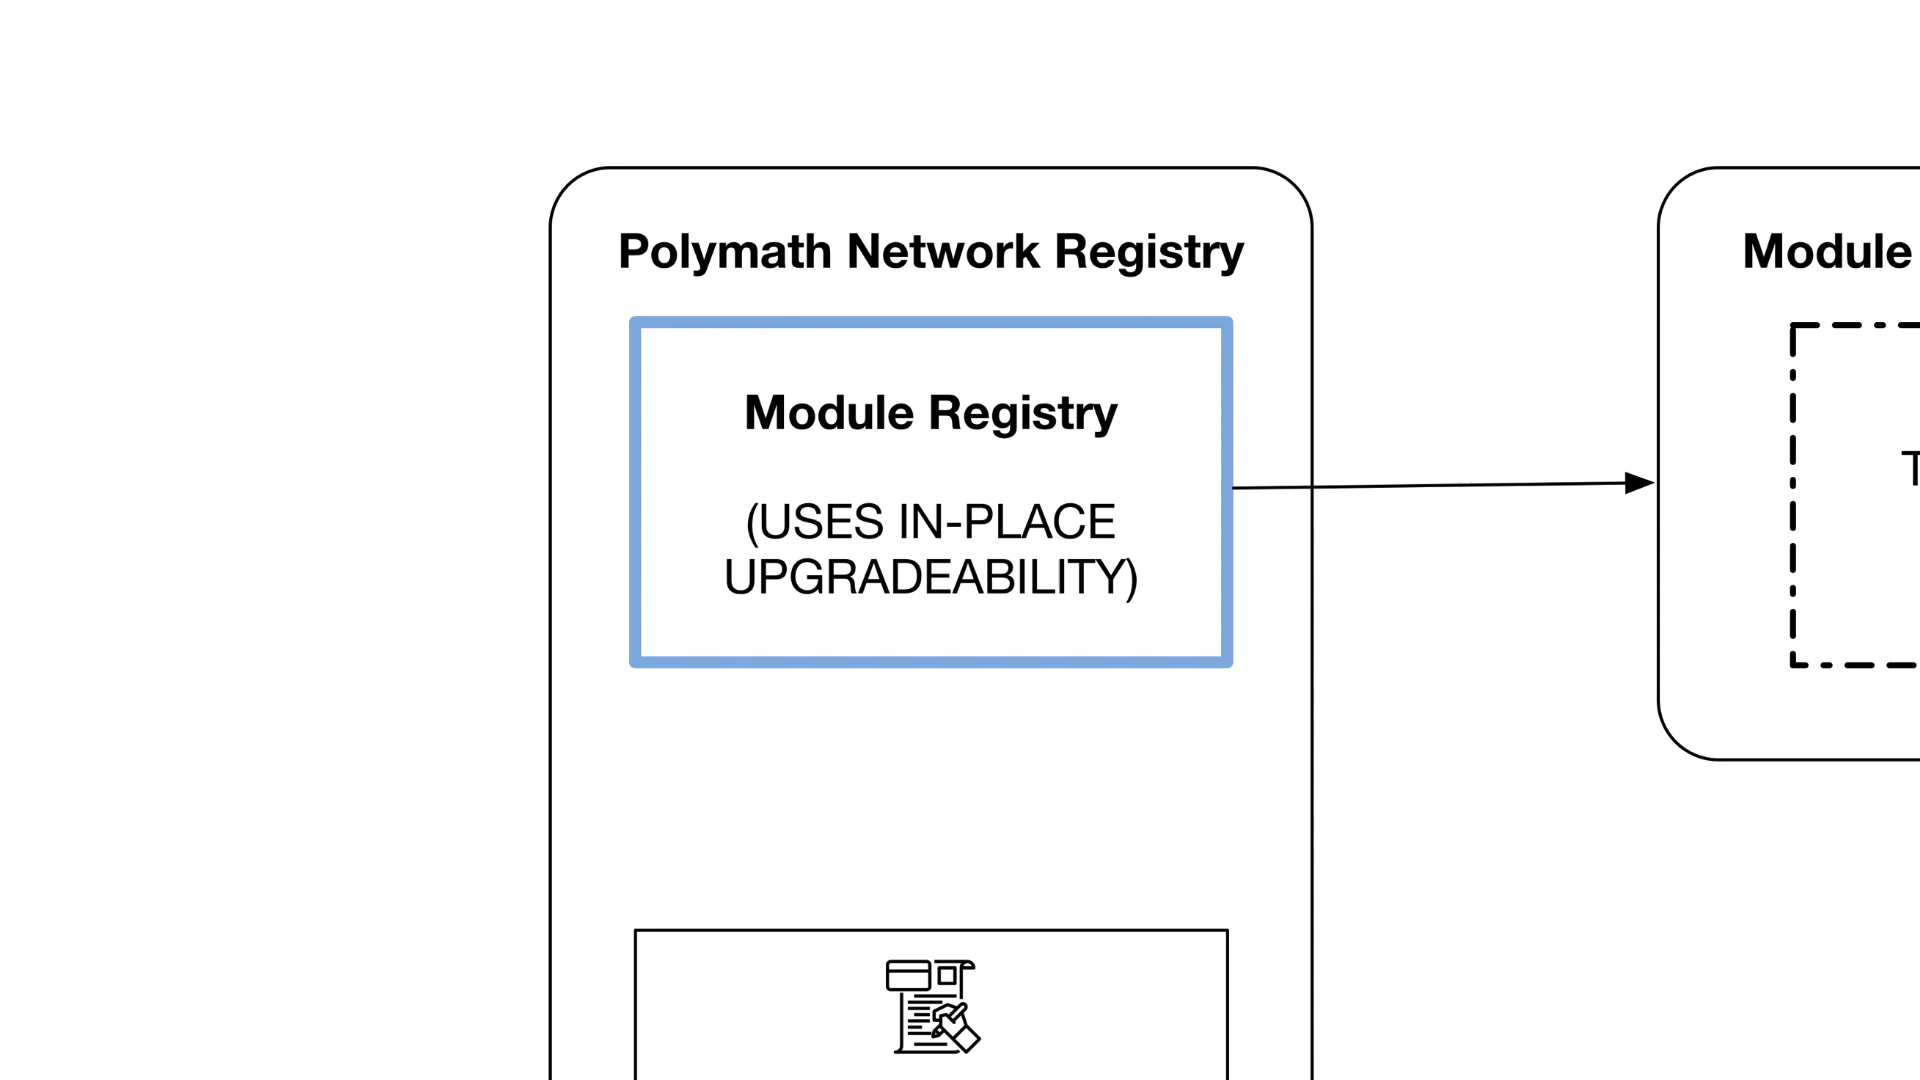 Polymath Network Registry
Module
Module Registry
(USES IN-PLACE
UPGRADEABILITY)